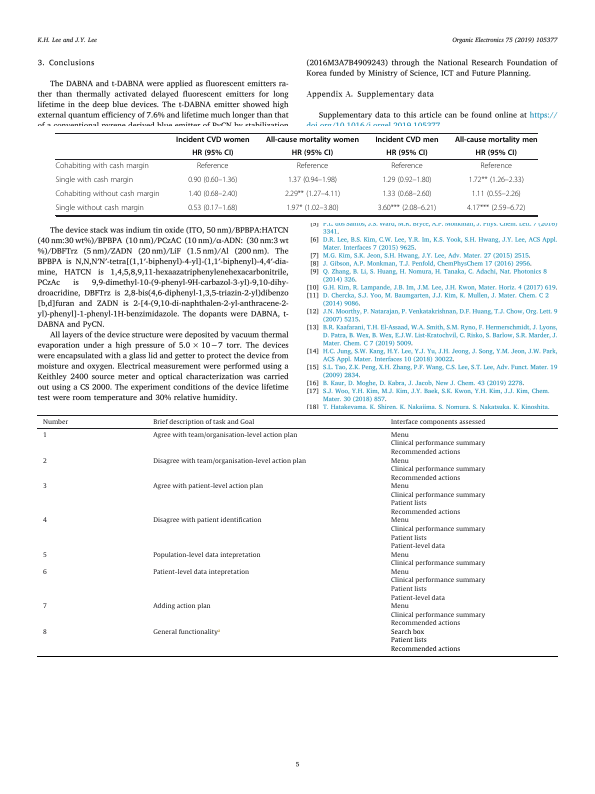 K.H. Lee and J.Y. Lee
Organic Electronics 75 (2019) 105377
3. Conclusions
The DABNA and t-DABNA were applied as fluorescent emitters ra-
ther than thermally activated delayed fluorescent emitters for long
lifetime in the deep blue devices. The t-DABNA emitter showed high
external quantum efficiency of 7.6% and lifetime much longer than that
of a conventional pyrene derived blue emitter of PyCN by stabilization
(2016M3A7B4909243) through the National Research Foundation of
Korea funded by Ministry of Science, ICT and Future Planning.
Appendix A. Supplementary data
Supplementary data to this article can be found online at https://
doi.org/10.1016/j.orgel.2019.105377.
Incident CVD women All-cause mortality women Incident CVD men All-cause mortality men
HR (95% CI) HR (95% CI) HR (95% CI) HR (95% CI)
Cohabiting with cash margin Reference Reference Reference Reference
Single with cash margin 0.90 (0.60–1.36) 1.37 (0.94–1.98) 1.29 (0.92–1.80) 1.72** (1.26–2.33)
Cohabiting without cash margin 1.40 (0.68–2.40) 2.29** (1.27–4.11) 1.33 (0.68–2.60) 1.11 (0.55–2.26)
Single without cash margin 0.53 (0.17–1.68) 1.97* (1.02–3.80) 3.60*** (2.08–6.21) 4.17*** (2.59–6.72)
The device stack was indium tin oxide (ITO, 50 nm)/BPBPA:HATCN
(40 nm:30 wt%)/BPBPA (10 nm)/PCzAC (10 nm)/α-ADN: (30 nm:3 wt
%)/DBFTrz (5 nm)/ZADN (20 nm)/LiF (1.5 nm)/Al (200 nm). The
BPBPA is N,N,N′N′-tetra[(1,1′-biphenyl)-4-yl]-(1,1′-biphenyl)-4,4′-dia-
mine, HATCN is 1,4,5,8,9,11-hexaazatriphenylenehexacarbonitrile,
PCzAc is 9,9-dimethyl-10-(9-phenyl-9H-carbazol-3-yl)-9,10-dihy-
droacridine, DBFTrz is 2,8-bis(4,6-diphenyl-1,3,5-triazin-2-yl)dibenzo
[b,d]furan and ZADN is 2-[4-(9,10-di-naphthalen-2-yl-anthracene-2-
yl)-phenyl]-1-phenyl-1H-benzimidazole. The dopants were DABNA, t-
DABNA and PyCN.
All layers of the device structure were deposited by vacuum thermal
evaporation under a high pressure of 5.0 × 10−7 torr. The devices
were encapsulated with a glass lid and getter to protect the device from
moisture and oxygen. Electrical measurement were performed using a
Keithley 2400 source meter and optical characterization was carried
out using a CS 2000. The experiment conditions of the device lifetime
test were room temperature and 30% relative humidity.
[5] P.L. dos Santos, J.S. Ward, M.R. Bryce, A.P. Monkman, J. Phys. Chem. Lett. 7 (2016)
3341.
[6] D.R. Lee, B.S. Kim, C.W. Lee, Y.R. Im, K.S. Yook, S.H. Hwang, J.Y. Lee, ACS Appl.
Mater. Interfaces 7 (2015) 9625.
[7] M.G. Kim, S.K. Jeon, S.H. Hwang, J.Y. Lee, Adv. Mater. 27 (2015) 2515.
[8] J. Gibson, A.P. Monkman, T.J. Penfold, ChemPhysChem 17 (2016) 2956.
[9] Q. Zhang, B. Li, S. Huang, H. Nomura, H. Tanaka, C. Adachi, Nat. Photonics 8
(2014) 326.
[10] G.H. Kim, R. Lampande, J.B. Im, J.M. Lee, J.H. Kwon, Mater. Horiz. 4 (2017) 619.
[11] D. Chercka, S.J. Yoo, M. Baumgarten, J.J. Kim, K. Mullen, J. Mater. Chem. C 2
(2014) 9086.
[12] J.N. Moorthy, P. Natarajan, P. Venkatakrishnan, D.F. Huang, T.J. Chow, Org. Lett. 9
(2007) 5215.
[13] B.R. Kaafarani, T.H. El-Assaad, W.A. Smith, S.M. Ryno, F. Hermerschmidt, J. Lyons,
D. Patra, B. Wex, B. Wex, E.J.W. List-Kratochvil, C. Risko, S. Barlow, S.R. Marder, J.
Mater. Chem. C 7 (2019) 5009.
[14] H.C. Jung, S.W. Kang, H.Y. Lee, Y.J. Yu, J.H. Jeong, J. Song, Y.M. Jeon, J.W. Park,
ACS Appl. Mater. Interfaces 10 (2018) 30022.
[15] S.L. Tao, Z.K. Peng, X.H. Zhang, P.F. Wang, C.S. Lee, S.T. Lee, Adv. Funct. Mater. 19
(2009) 2834.
[16] B. Kaur, D. Moghe, D. Kabra, J. Jacob, New J. Chem. 43 (2019) 2278.
[17] S.J. Woo, Y.H. Kim, M.J. Kim, J.Y. Baek, S.K. Kwon, Y.H. Kim, J.J. Kim, Chem.
Mater. 30 (2018) 857.
[18] T. Hatakeyama, K. Shiren, K. Nakajima, S. Nomura, S. Nakatsuka, K. Kinoshita,
Number Brief description of task and Goal Interface components assessed
1 Agree with team/organisation-level action plan Menu
Clinical performance summary
Recommended actions
2 Disagree with team/organisation-level action plan Menu
Clinical performance summary
Recommended actions
3 Agree with patient-level action plan Menu
Clinical performance summary
Patient lists
Recommended actions
4 Disagree with patient identification Menu
Clinical performance summary
Patient lists
Patient-level data
5 Population-level data intepretation Menu
Clinical performance summary
6 Patient-level data intepretation Menu
Clinical performance summary
Patient lists
Patient-level data
7 Adding action plan Menu
Clinical performance summary
Recommended actions
8 General functionalityᵃ Search box
Patient lists
Recommended actions
5